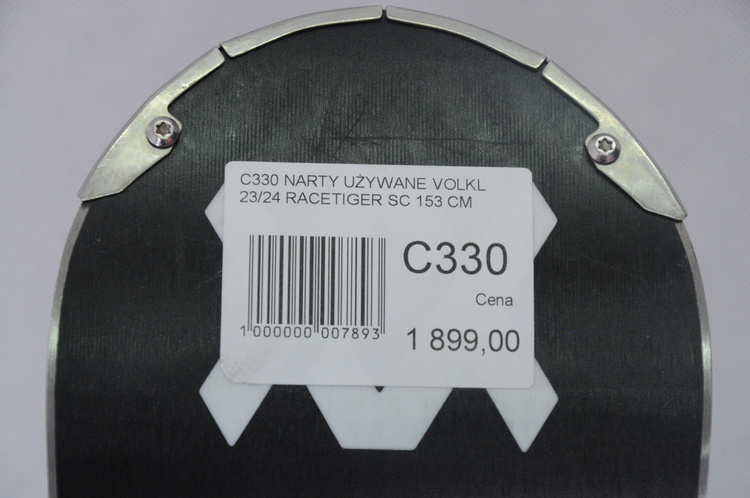 C330 NARTY UŻYWANE VOLKL
23/24 RACETIGER SC 153 CM
C330
Cena
1 000000 007893
1 899,00